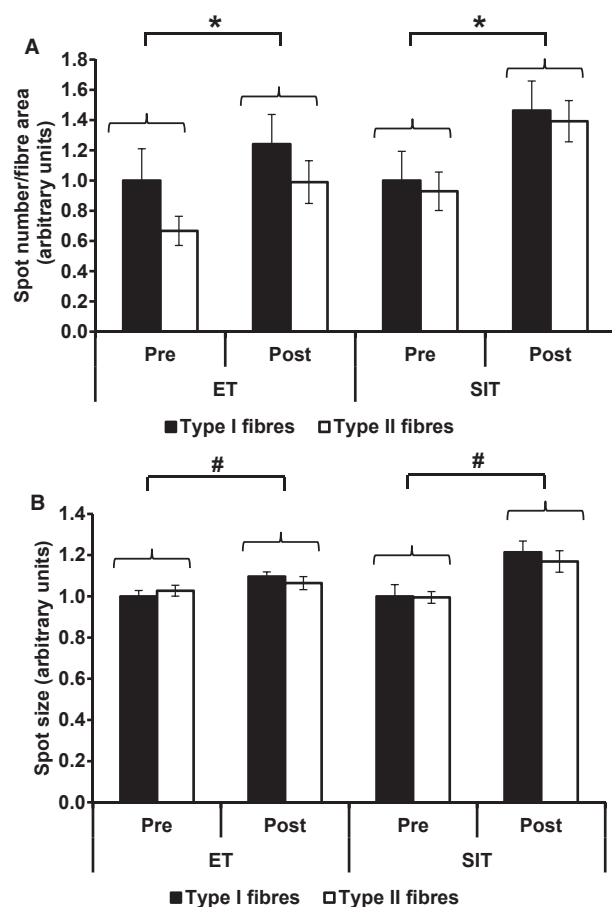 A
*
*
Spot number/fibre area
(arbitrary units)
1.8
1.6
1.4
1.2
1.0
0.8
0.6
0.4
0.2
0.0
Pre Post Pre Post
ET SIT
Type I fibres Type II fibres
B
#
#
Spot size (arbitrary units)
1.4
1.2
1.0
0.8
0.6
0.4
0.2
0.0
Pre Post Pre Post
ET SIT
Type I fibres Type II fibres